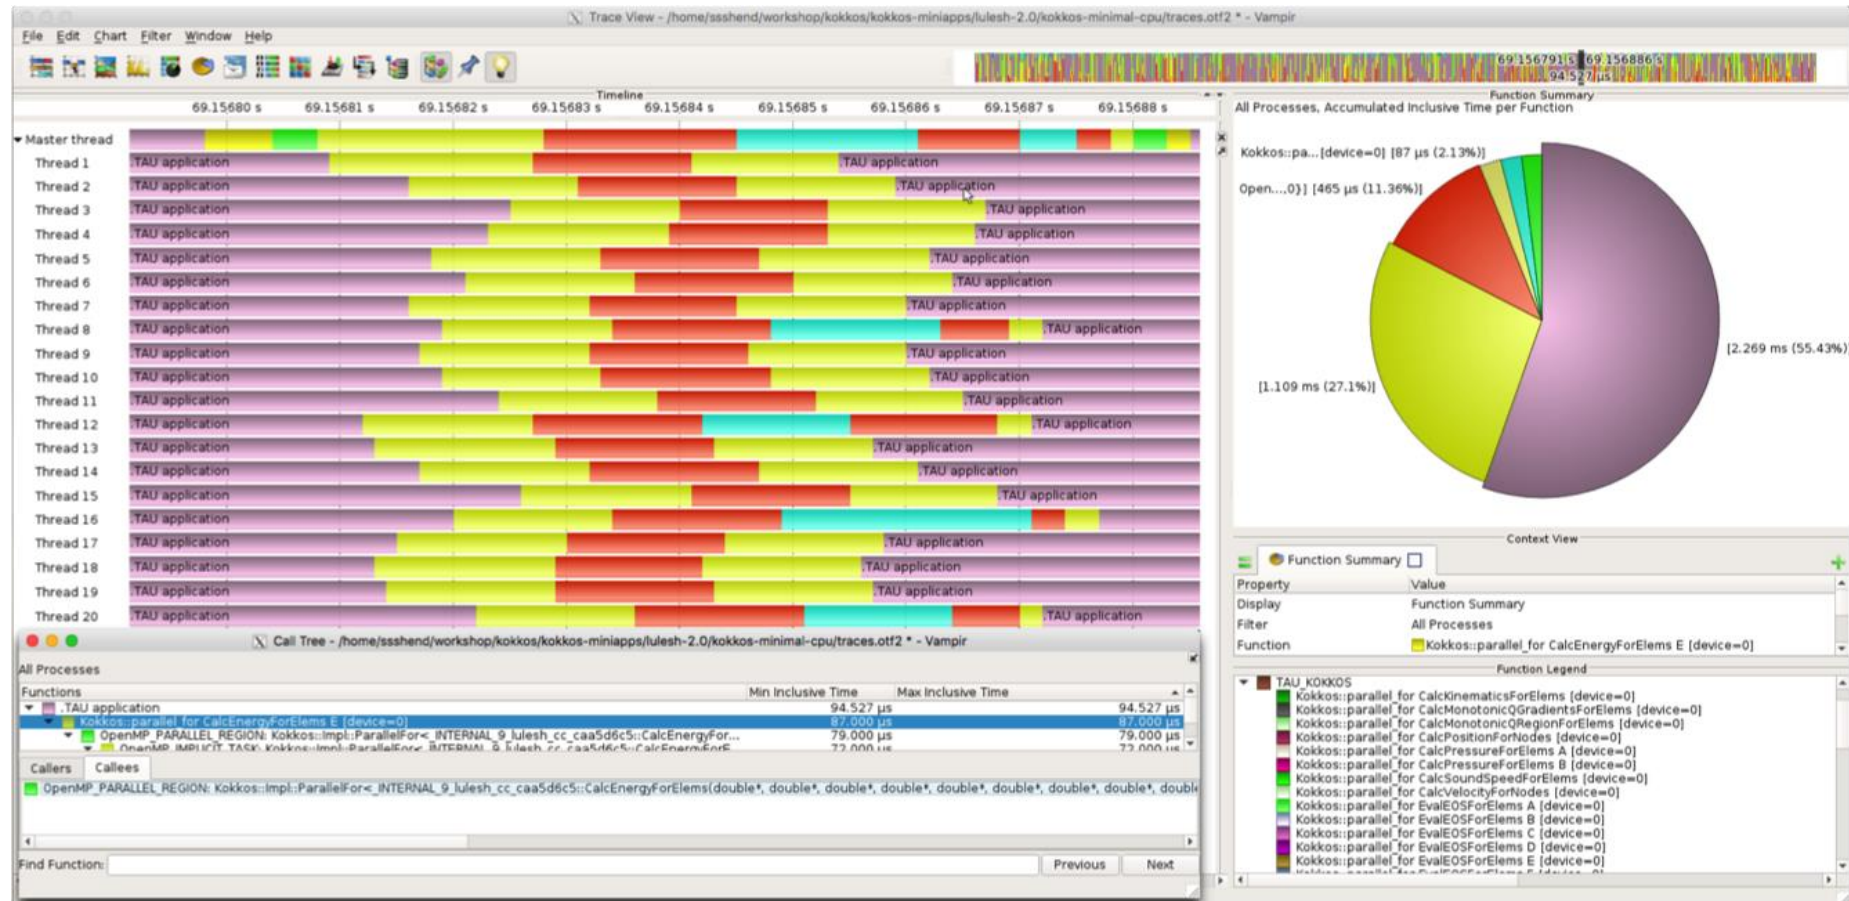 Trace View - /home/ssshend/workshop/kokkos/kokkos-miniapps/lulesh-2.0/kokkos-minimal-cpu/traces.otf2 * - Vampir
File Edit Chart Filter Window Help
69.156791 s 69.156886 s
94.527 µs
Timeline
69.15680 s 69.15681 s 69.15682 s 69.15683 s 69.15684 s 69.15685 s 69.15686 s 69.15687 s 69.15688 s
Master thread
Thread 1 .TAU application .TAU application
Thread 2 .TAU application .TAU application
Thread 3 .TAU application .TAU application
Thread 4 .TAU application .TAU application
Thread 5 .TAU application .TAU application
Thread 6 .TAU application .TAU application
Thread 7 .TAU application .TAU application
Thread 8 .TAU application .TAU application
Thread 9 .TAU application .TAU application
Thread 10 .TAU application .TAU application
Thread 11 .TAU application .TAU application
Thread 12 .TAU application .TAU application
Thread 13 .TAU application .TAU application
Thread 14 .TAU application .TAU application
Thread 15 .TAU application .TAU application
Thread 16 .TAU application
Thread 17 .TAU application .TAU application
Thread 18 .TAU application .TAU application
Thread 19 .TAU application .TAU application
Thread 20 .TAU application .TAU application
Function Summary
All Processes, Accumulated Inclusive Time per Function
Kokkos::pa...[device=0] [87 µs (2.13%)]
Open...,0}] [465 µs (11.36%)]
[2.269 ms (55.43%)]
[1.109 ms (27.1%)]
Context View
Function Summary
Property Value
Display Function Summary
Filter All Processes
Function Kokkos::parallel_for CalcEnergyForElems E [device=0]
Function Legend
TAU_KOKKOS
Kokkos::parallel_for CalcKinematicsForElems [device=0]
Kokkos::parallel_for CalcMonotonicQGradientsForElems [device=0]
Kokkos::parallel_for CalcMonotonicQRegionForElems [device=0]
Kokkos::parallel_for CalcPositionForNodes [device=0]
Kokkos::parallel_for CalcPressureForElems A [device=0]
Kokkos::parallel_for CalcPressureForElems B [device=0]
Kokkos::parallel_for CalcSoundSpeedForElems [device=0]
Kokkos::parallel_for CalcVelocityForNodes [device=0]
Kokkos::parallel_for EvalEOSForElems A [device=0]
Kokkos::parallel_for EvalEOSForElems B [device=0]
Kokkos::parallel_for EvalEOSForElems C [device=0]
Kokkos::parallel_for EvalEOSForElems D [device=0]
Kokkos::parallel_for EvalEOSForElems E [device=0]
Call Tree - /home/ssshend/workshop/kokkos/kokkos-miniapps/lulesh-2.0/kokkos-minimal-cpu/traces.otf2 * - Vampir
All Processes
Functions Min Inclusive Time Max Inclusive Time
.TAU application 94.527 µs 94.527 µs
Kokkos::parallel_for CalcEnergyForElems E [device=0] 87.000 µs 87.000 µs
OpenMP_PARALLEL_REGION: Kokkos::Impl::ParallelFor<_INTERNAL_9_lulesh_cc_caa5d6c5::CalcEnergyFor... 79.000 µs 79.000 µs
OpenMP_IMPLICIT_TASK: Kokkos::Impl::ParallelFor<_INTERNAL_9_lulesh_cc_caa5d6c5::CalcEnergyForE... 72.000 µs 72.000 µs
Callers Callees
OpenMP_PARALLEL_REGION: Kokkos::Impl::ParallelFor<_INTERNAL_9_lulesh_cc_caa5d6c5::CalcEnergyForElems(double*, double*, double*, double*, double*, double*, double*, double*, double
Find Function: Previous Next